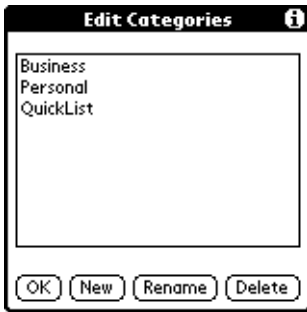 Edit Categories i
Business
Personal
QuickList
OK New Rename Delete